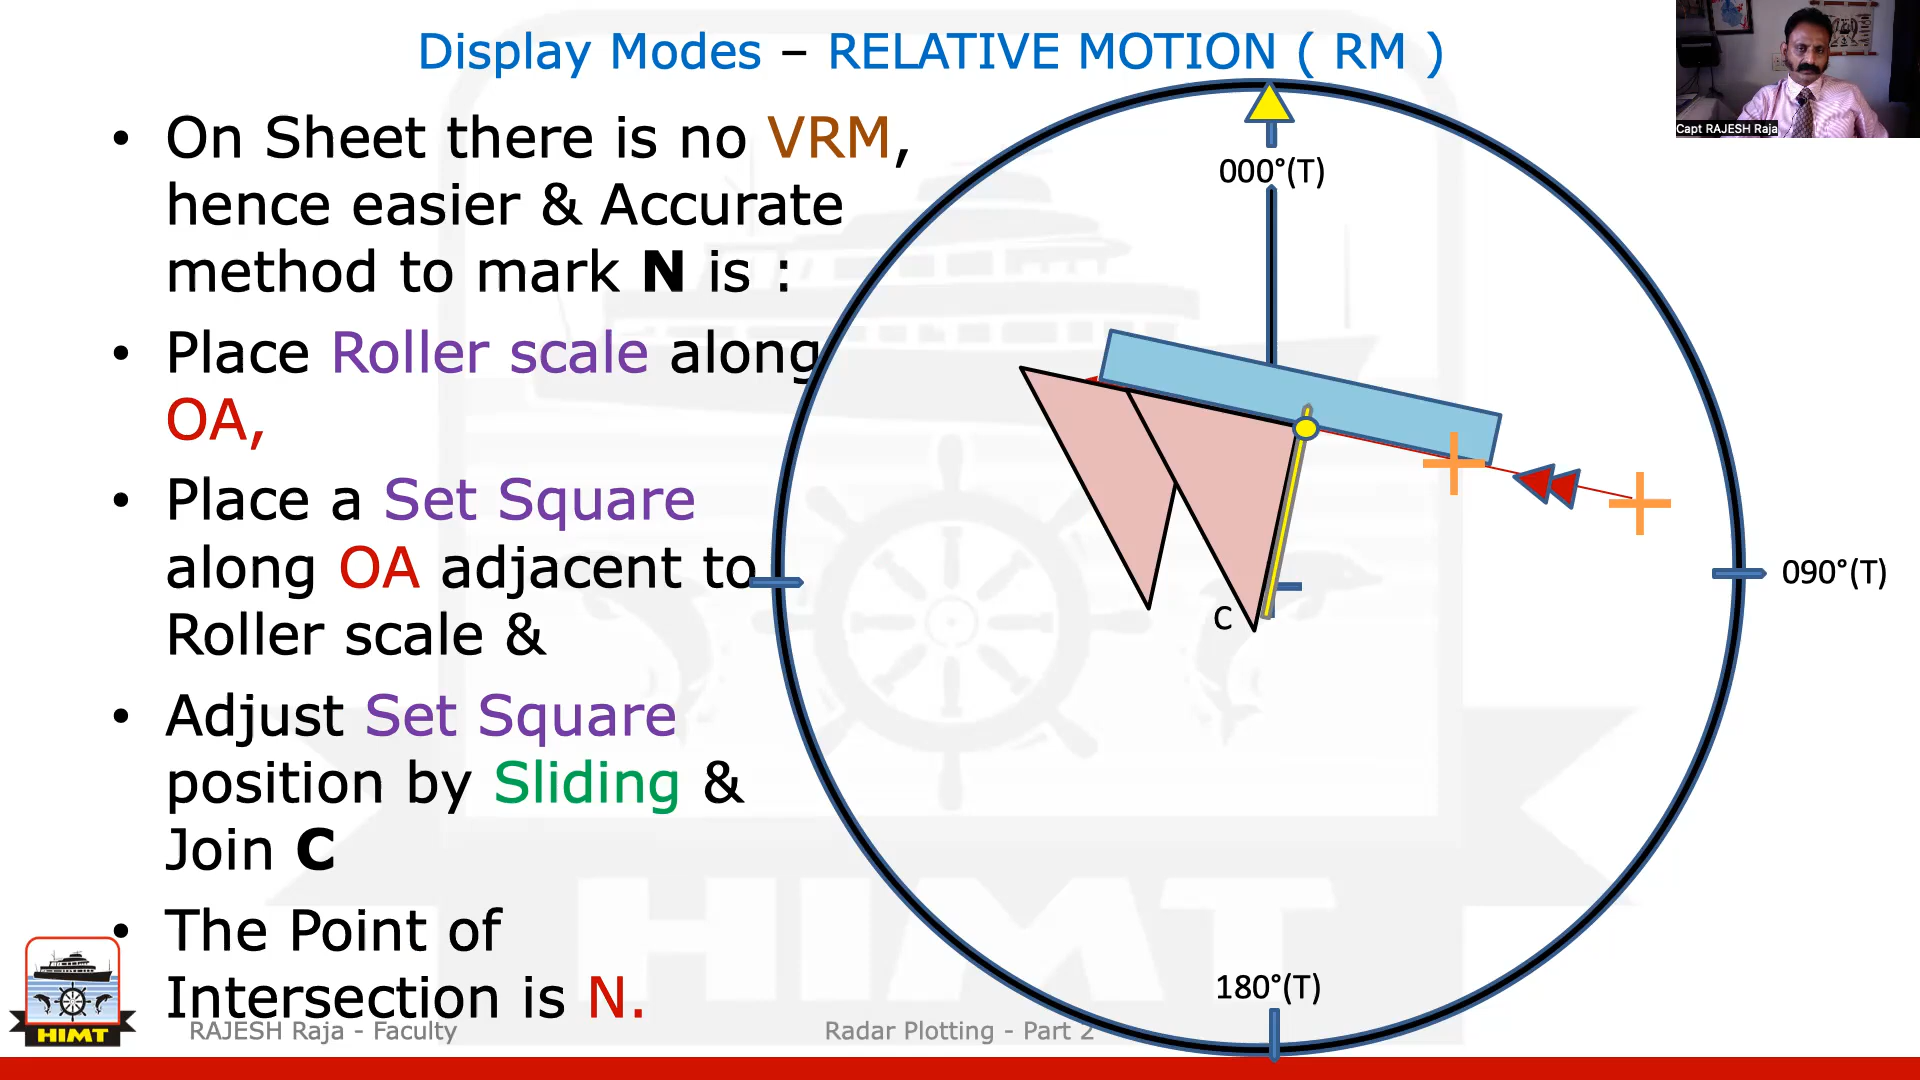 Display Modes – RELATIVE MOTION ( RM )
• On Sheet there is no VRM,
hence easier & Accurate
method to mark N is :
• Place Roller scale along
OA,
• Place a Set Square
along OA adjacent to
Roller scale &
• Adjust Set Square
position by Sliding &
Join C
• The Point of
Intersection is N.
000°(T)
090°(T)
C
180°(T)
Capt RAJESH Raja
HIMT
HIMT
RAJESH Raja - Faculty
Radar Plotting - Part 2